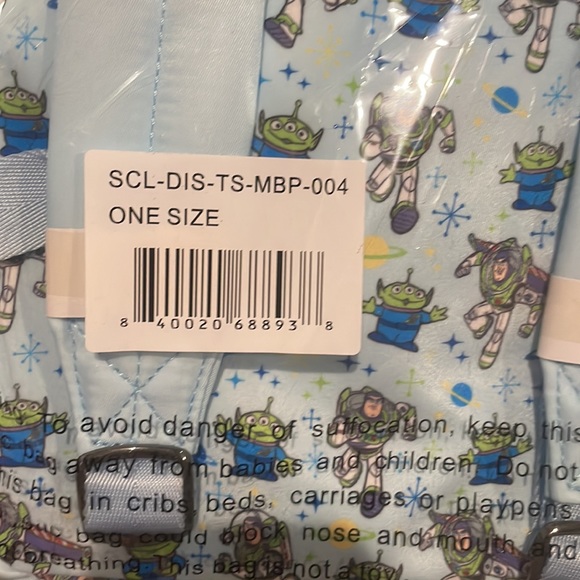 SCL-DIS-TS-MBP-004
ONE SIZE
8 40020 68893 8
To avoid danger of suffocation, keep this
bag away from babies and children. Do not
this bag in cribs, beds, carriages or playpens
bag could block nose and mouth and
breathing. This bag is not a toy.